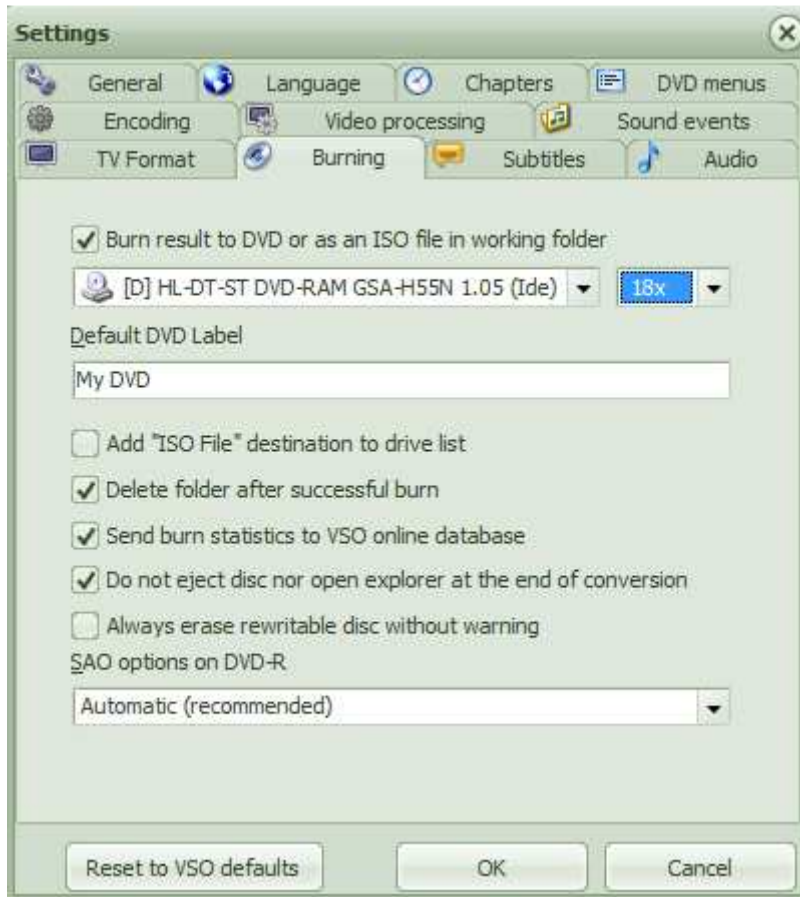 Settings
General Language Chapters DVD menus
Encoding Video processing Sound events
TV Format Burning Subtitles Audio
Burn result to DVD or as an ISO file in working folder
[D] HL-DT-ST DVD-RAM GSA-H55N 1.05 (Ide) 18x
Default DVD Label
My DVD
Add "ISO File" destination to drive list
Delete folder after successful burn
Send burn statistics to VSO online database
Do not eject disc nor open explorer at the end of conversion
Always erase rewritable disc without warning
SAO options on DVD-R
Automatic (recommended)
Reset to VSO defaults OK Cancel